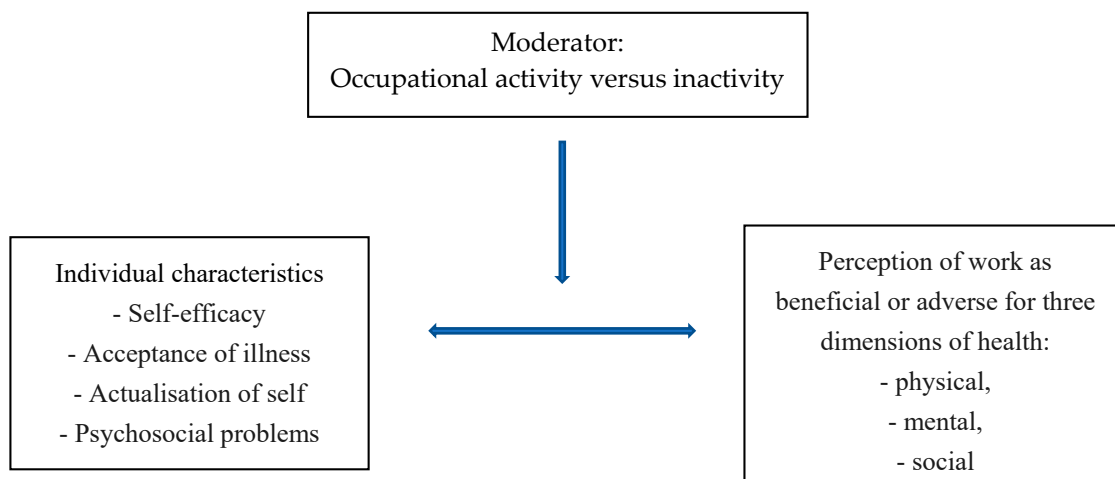 Moderator:
Occupational activity versus inactivity
Individual characteristics
- Self-efficacy
- Acceptance of illness
- Actualisation of self
- Psychosocial problems
Perception of work as
beneficial or adverse for three
dimensions of health:
- physical,
- mental,
- social